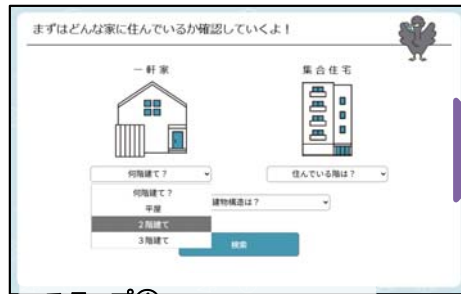 まずはどんな家に住んでいるか確認していくよ！
一軒家
集合住宅
何階建て？
住んでいる階は？
何階建て？
平屋
２階建て
３階建て
建物構造は？
検索